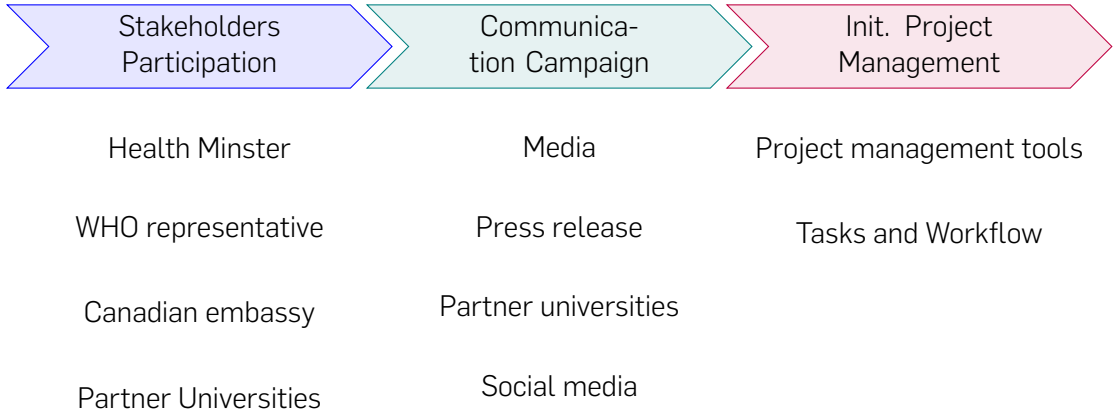 Stakeholders
Participation
Communica-
tion Campaign
Init. Project
Management
Health Minster
WHO representative
Canadian embassy
Partner Universities
Media
Press release
Partner universities
Social media
Project management tools
Tasks and Workflow